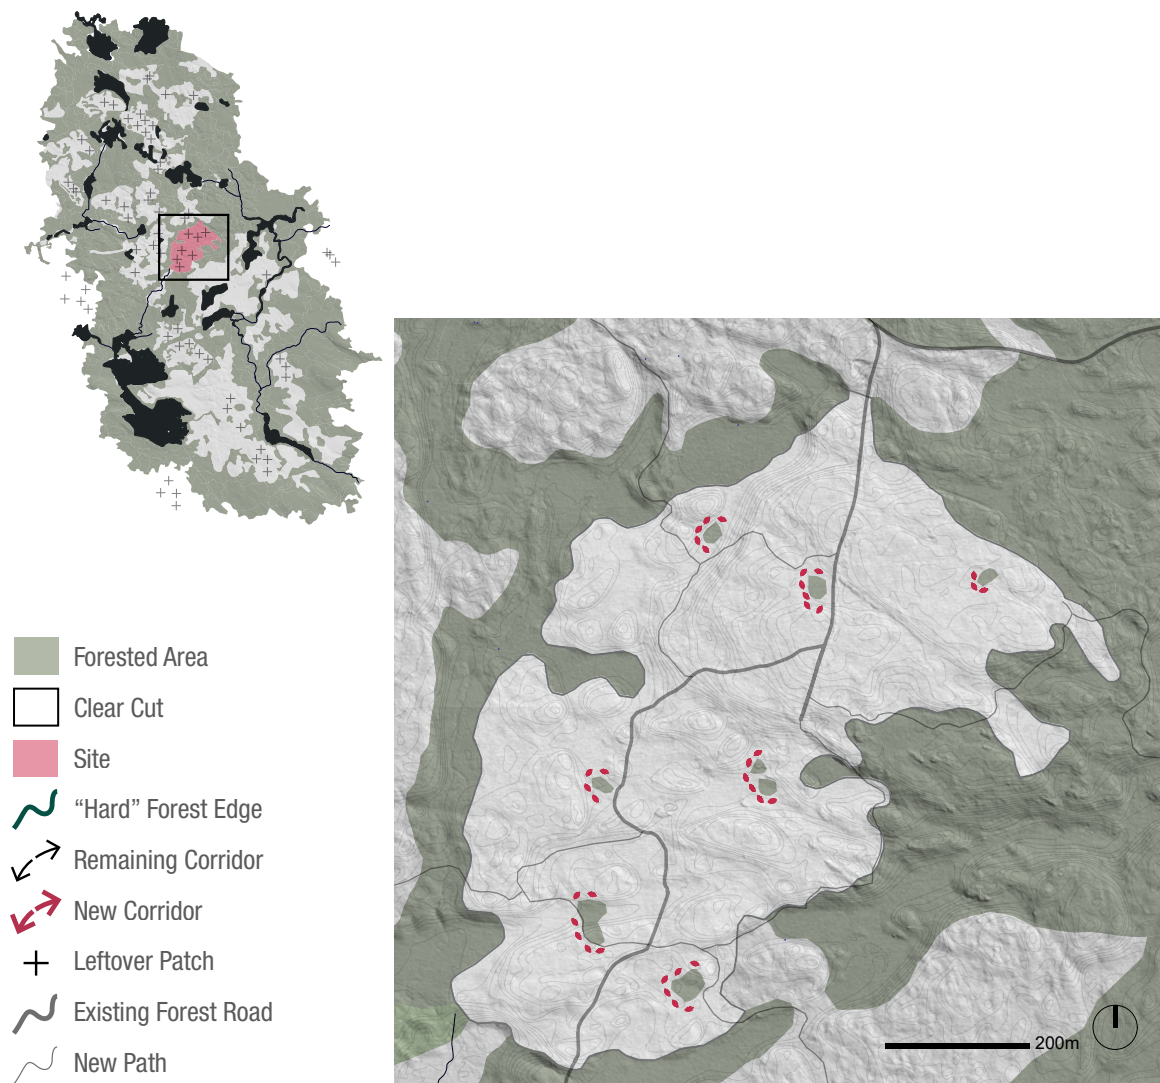 Forested Area
Clear Cut
Site
“Hard” Forest Edge
Remaining Corridor
New Corridor
Leftover Patch
Existing Forest Road
New Path
200m